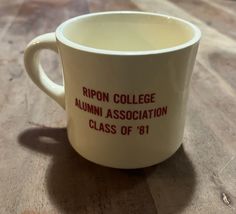 RIPON COLLEGE
ALUMNI ASSOCIATION
CLASS OF '81